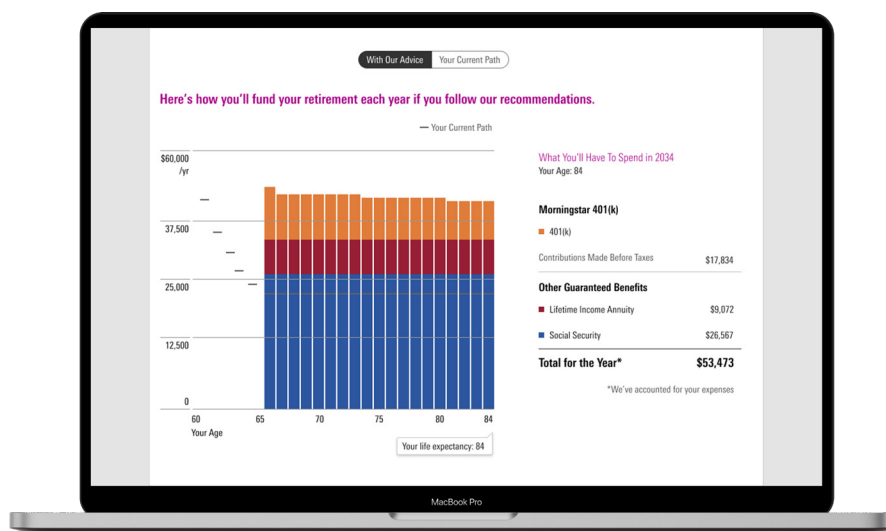 With Our Advice
Your Current Path
Here's how you'll fund your retirement each year if you follow our recommendations.
— Your Current Path
$60,000
/yr
37,500
25,000
12,500
0
60
65
70
75
80
84
Your Age
Your life expectancy: 84
What You'll Have To Spend in 2034
Your Age: 84
Morningstar 401(k)
401(k)
Contributions Made Before Taxes $17,834
Other Guaranteed Benefits
Lifetime Income Annuity $9,072
Social Security $26,567
Total for the Year* $53,473
*We've accounted for your expenses
MacBook Pro